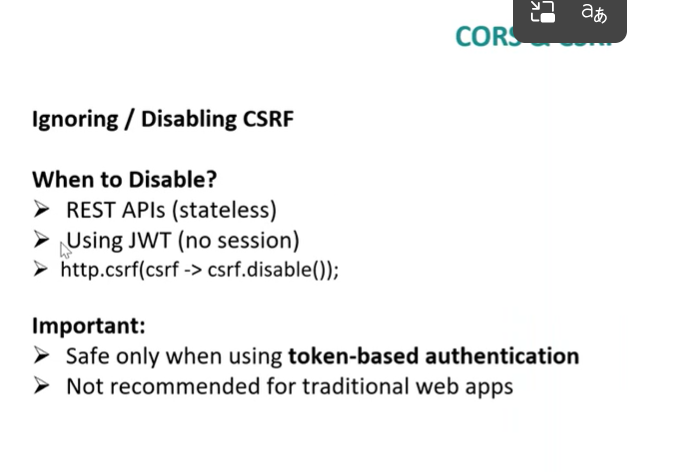 CORS
Ignoring / Disabling CSRF
When to Disable?
➤ REST APIs (stateless)
➤ Using JWT (no session)
➤ http.csrf(csrf -> csrf.disable());
Important:
➤ Safe only when using token-based authentication
➤ Not recommended for traditional web apps